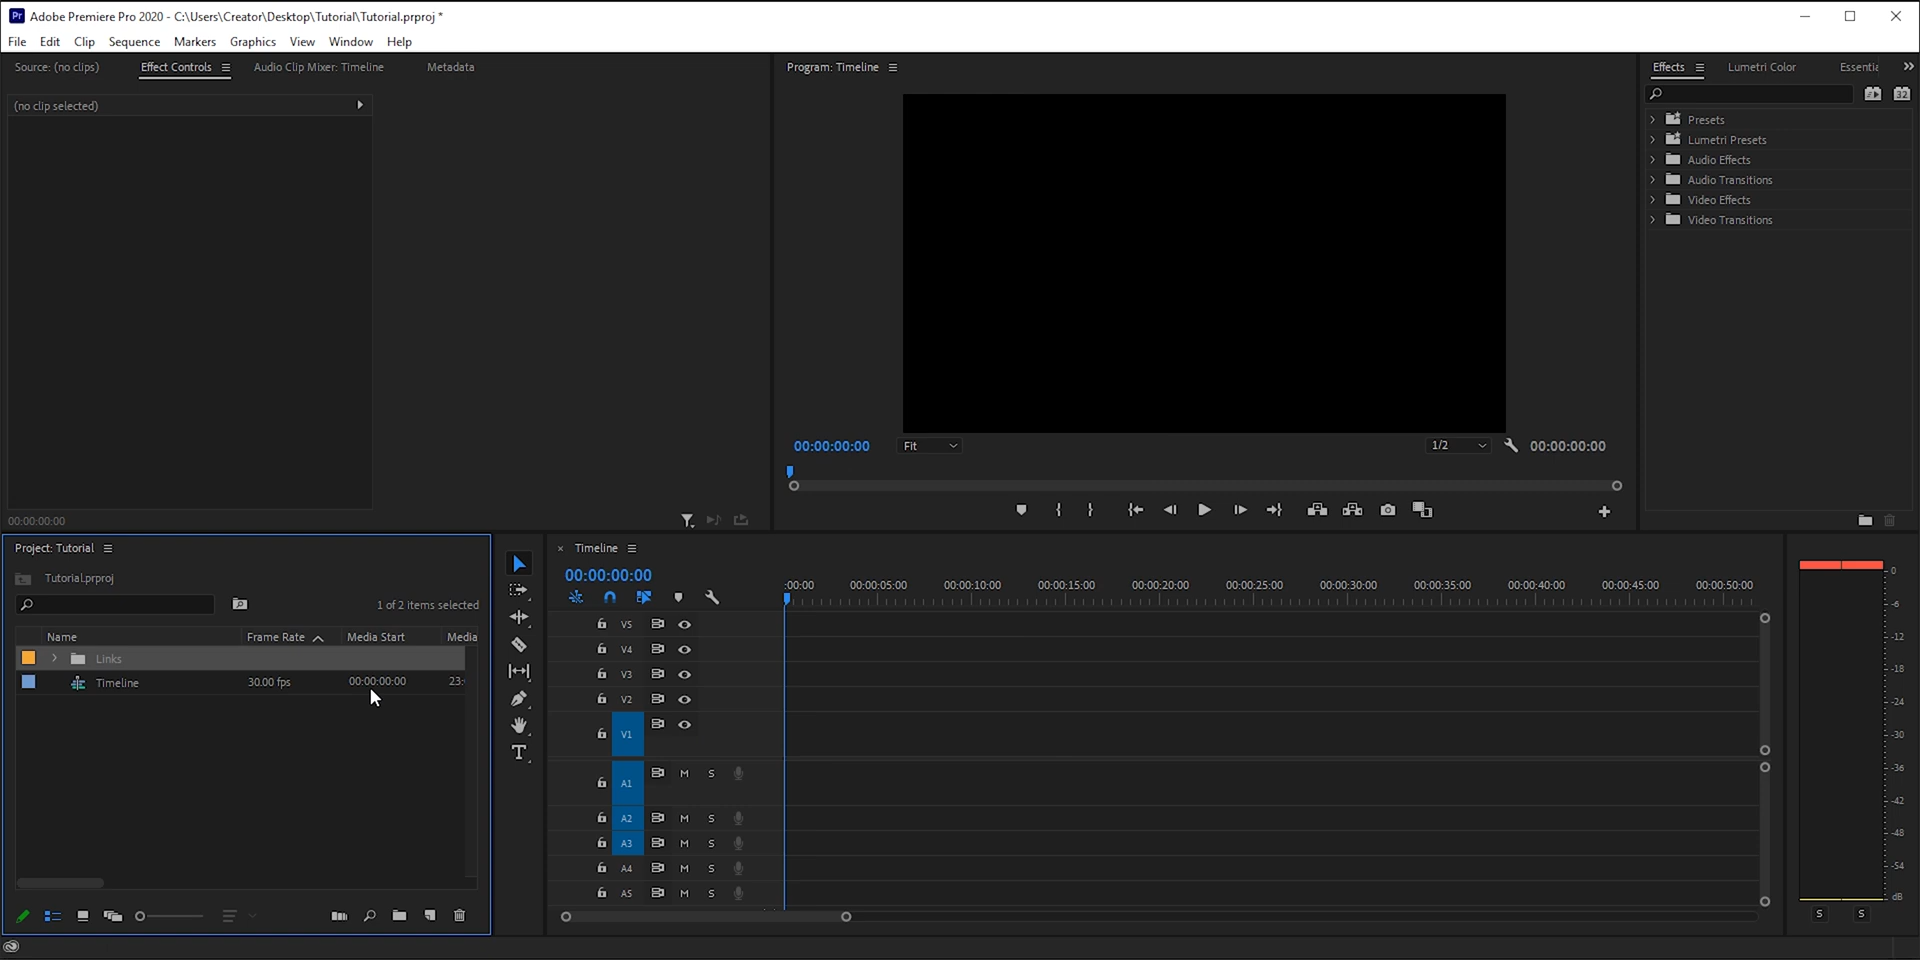 Pr Adobe Premiere Pro 2020 - C:\Users\Creator\Desktop\Tutorial\Tutorial.prproj *
File Edit Clip Sequence Markers Graphics View Window Help
Source: (no clips) Effect Controls Audio Clip Mixer: Timeline Metadata
(no clip selected)
00:00:00:00
Program: Timeline
00:00:00:00 Fit 1/2 00:00:00:00
Effects Lumetri Color Essentia
32
Presets
Lumetri Presets
Audio Effects
Audio Transitions
Video Effects
Video Transitions
Project: Tutorial
Tutorial.prproj
1 of 2 items selected
Name Frame Rate Media Start Media
Links
Timeline 30.00 fps 00:00:00:00 23:
T
× Timeline
00:00:00:00
:00:00 00:00:05:00 00:00:10:00 00:00:15:00 00:00:20:00 00:00:25:00 00:00:30:00 00:00:35:00 00:00:40:00 00:00:45:00 00:00:50:00
V5
V4
V3
V2
V1
A1 M S
A2 M S
A3 M S
A4 M S
A5 M S
0
-6
-12
-18
-24
-30
-36
-42
-48
-54
dB
S S